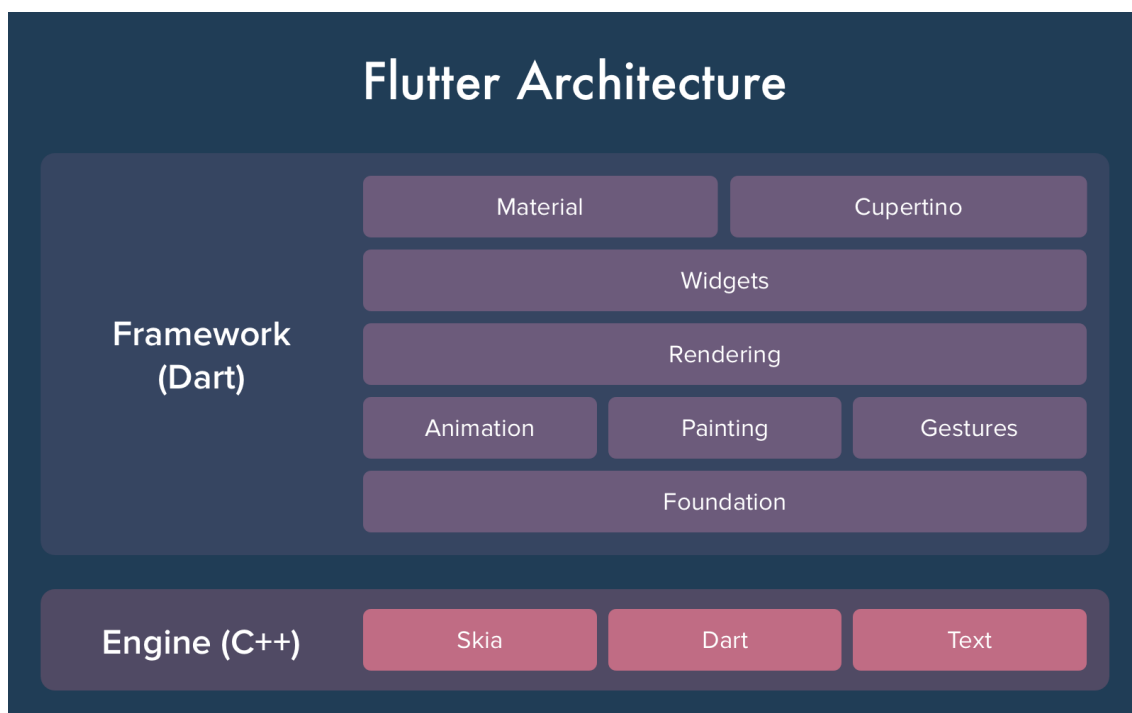 Flutter Architecture
Material
Cupertino
Widgets
Framework
(Dart)
Rendering
Animation
Painting
Gestures
Foundation
Engine (C++)
Skia
Dart
Text